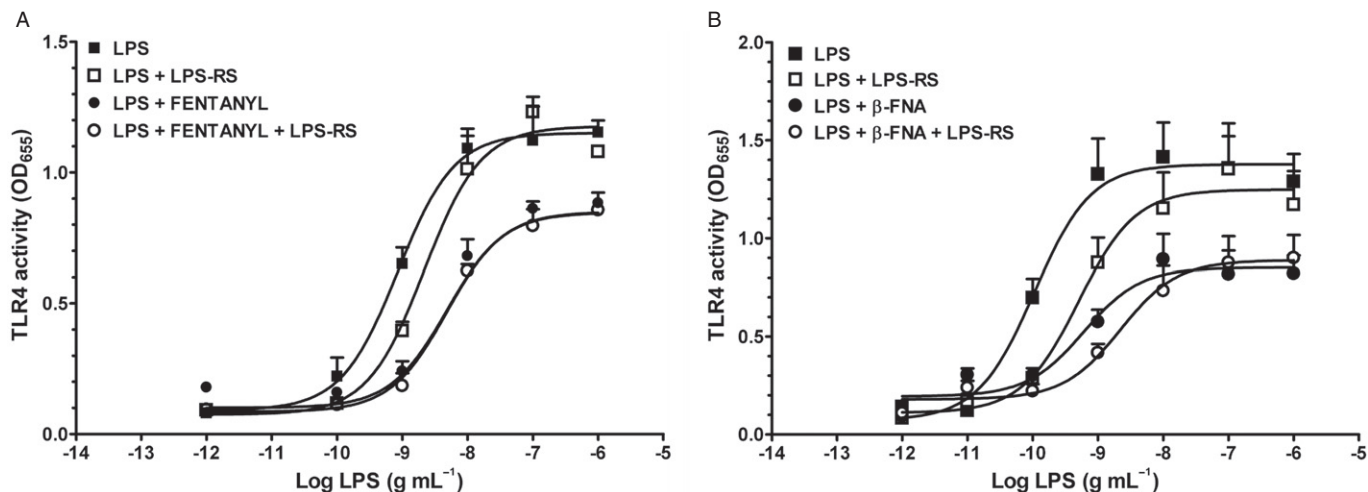 A
TLR4 activity (OD655)
1.5
1.0
0.5
0.0
LPS
LPS + LPS-RS
LPS + FENTANYL
LPS + FENTANYL + LPS-RS
-14 -13 -12 -11 -10 -9 -8 -7 -6 -5
Log LPS (g mL⁻¹)
B
TLR4 activity (OD655)
2.0
1.5
1.0
0.5
0.0
LPS
LPS + LPS-RS
LPS + β-FNA
LPS + β-FNA + LPS-RS
-14 -13 -12 -11 -10 -9 -8 -7 -6 -5
Log LPS (g mL⁻¹)